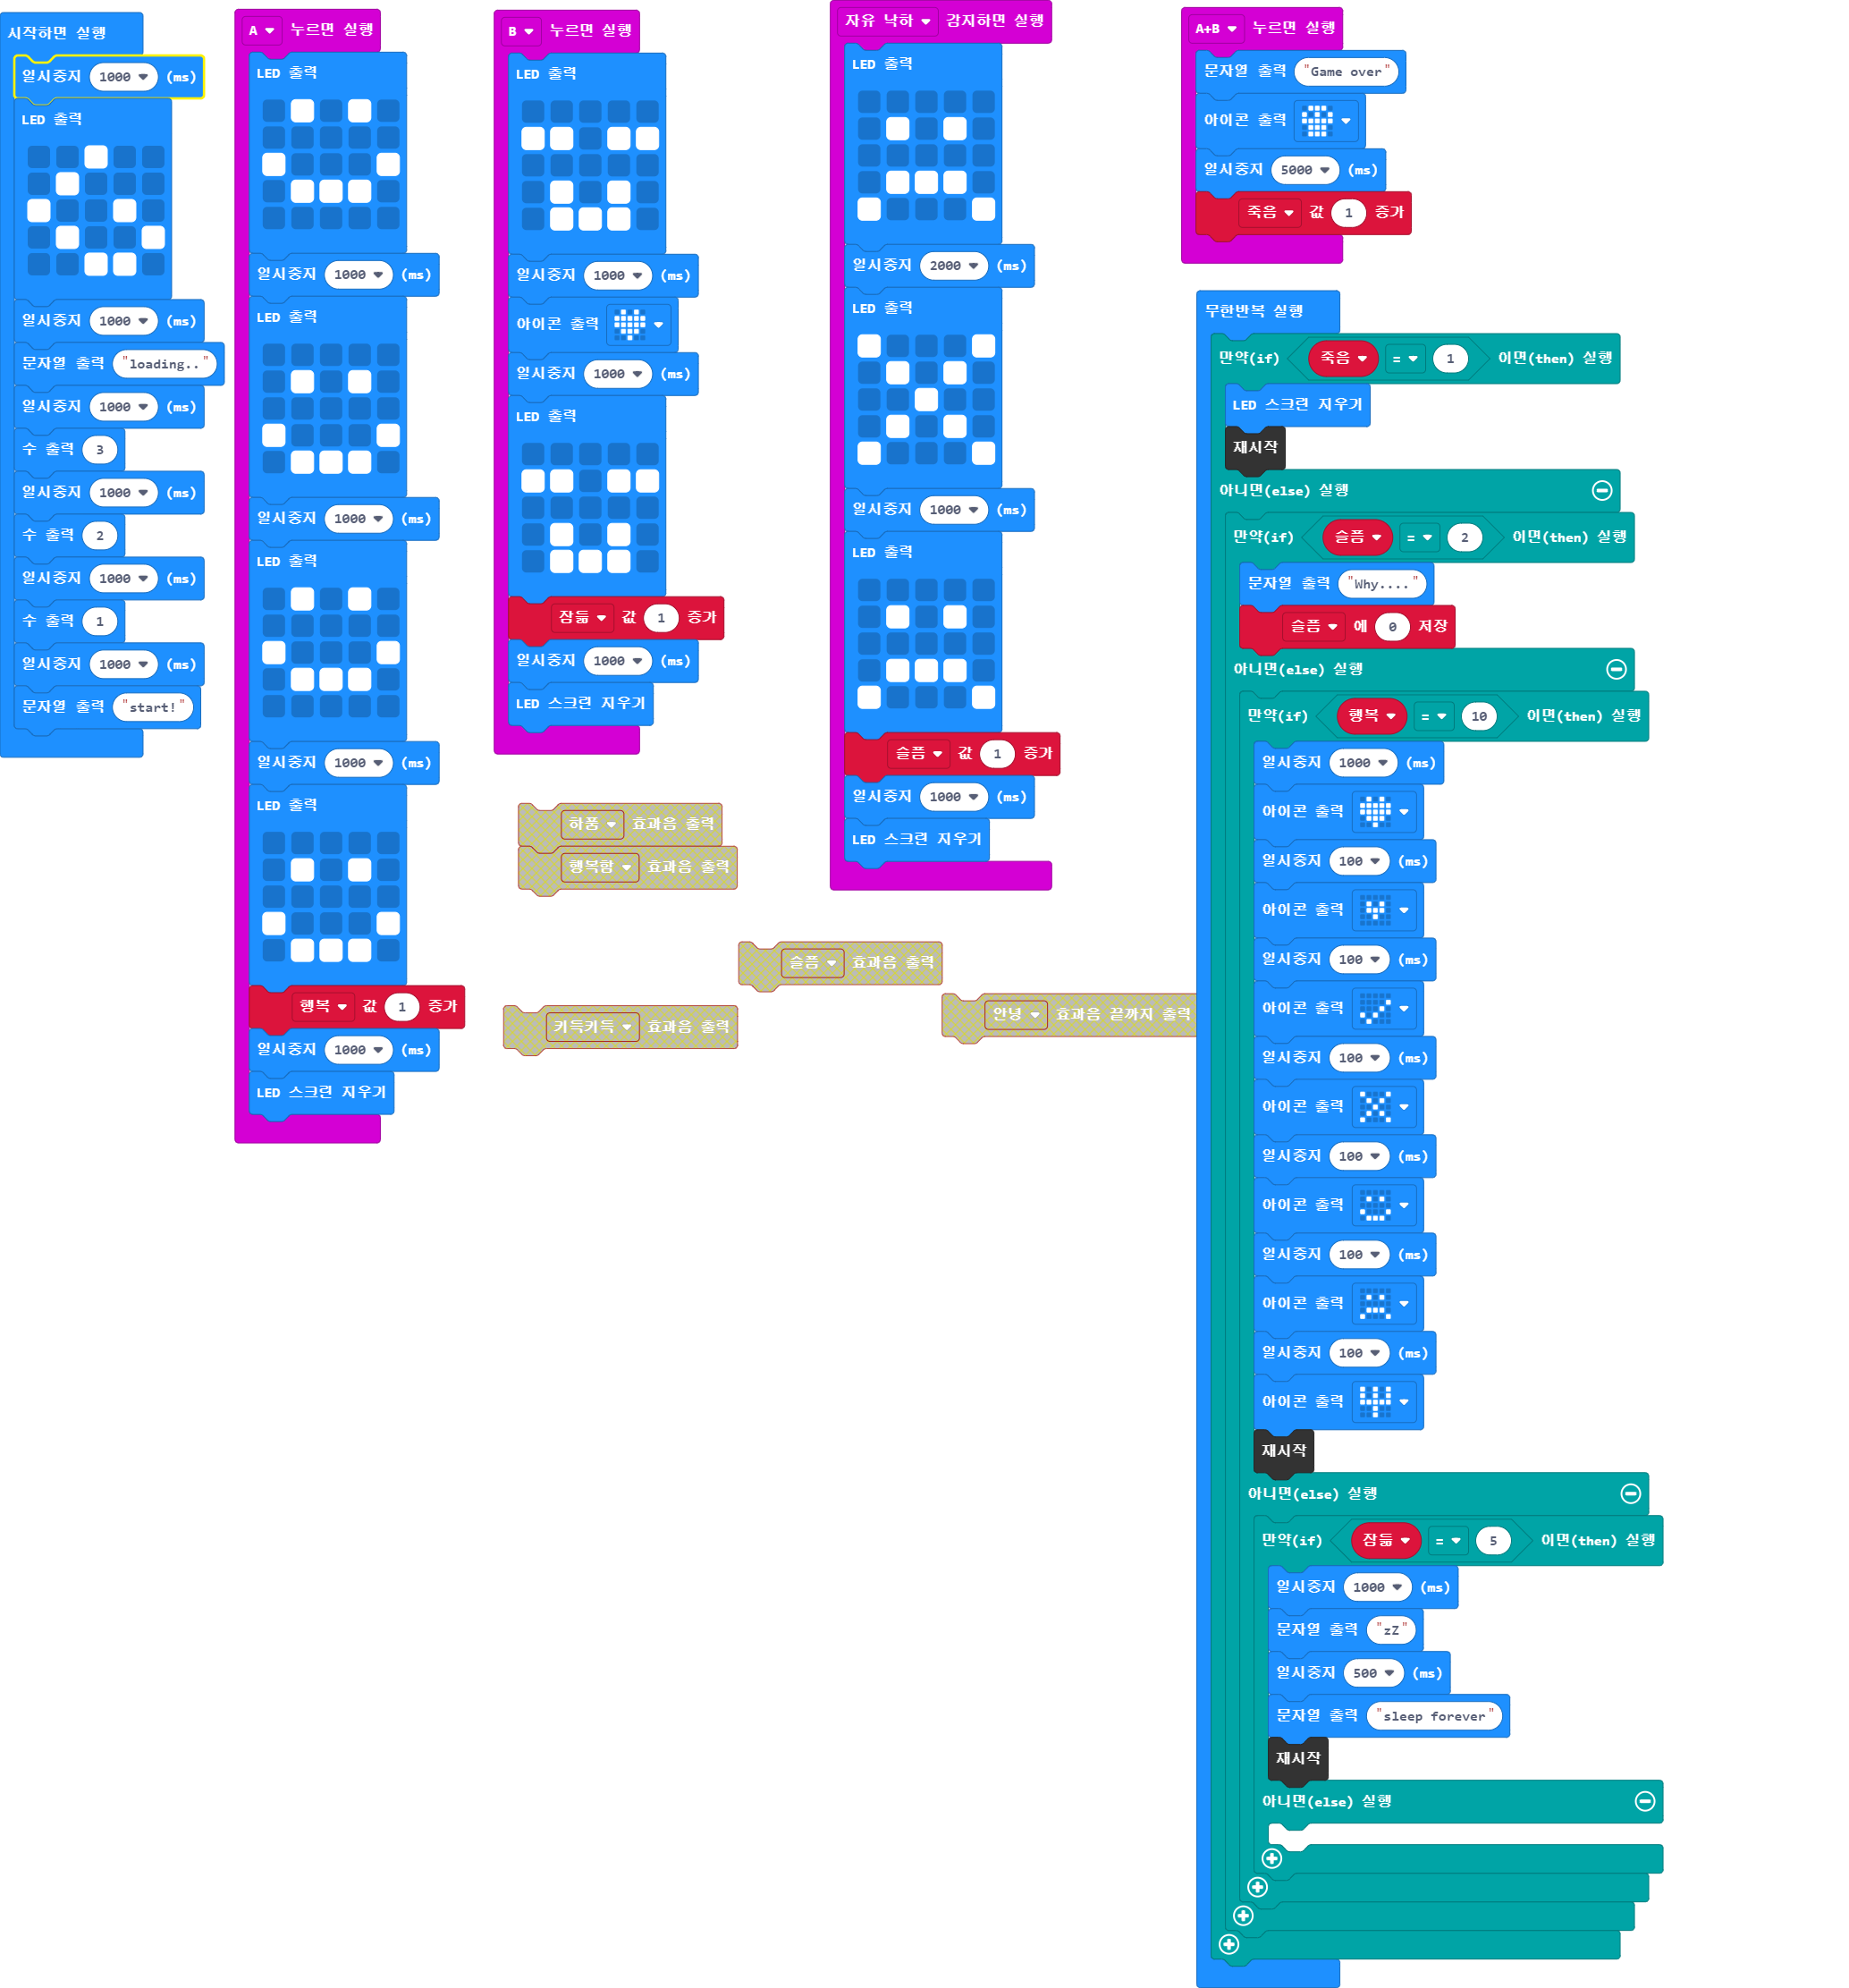 시작하면 실행
일시중지 1000 (ms)
LED 출력
일시중지 1000 (ms)
문자열 출력 "loading.."
일시중지 1000 (ms)
수 출력 3
일시중지 1000 (ms)
수 출력 2
일시중지 1000 (ms)
수 출력 1
일시중지 1000 (ms)
문자열 출력 "start!"
A 누르면 실행
LED 출력
일시중지 1000 (ms)
LED 출력
일시중지 1000 (ms)
LED 출력
일시중지 1000 (ms)
LED 출력
행복 값 1 증가
일시중지 1000 (ms)
LED 스크린 지우기
B 누르면 실행
LED 출력
일시중지 1000 (ms)
아이콘 출력
일시중지 1000 (ms)
LED 출력
잠듦 값 1 증가
일시중지 1000 (ms)
LED 스크린 지우기
하품 효과음 출력
행복함 효과음 출력
슬픔 효과음 출력
키득키득 효과음 출력
안녕 효과음 끝까지 출력
자유 낙하 감지하면 실행
LED 출력
일시중지 2000 (ms)
LED 출력
일시중지 1000 (ms)
LED 출력
슬픔 값 1 증가
일시중지 1000 (ms)
LED 스크린 지우기
A+B 누르면 실행
문자열 출력 "Game over"
아이콘 출력
일시중지 5000 (ms)
죽음 값 1 증가
무한반복 실행
만약(if) 죽음 = 1 이면(then) 실행
LED 스크린 지우기
재시작
아니면(else) 실행
만약(if) 슬픔 = 2 이면(then) 실행
문자열 출력 "Why...."
슬픔 에 0 저장
아니면(else) 실행
만약(if) 행복 = 10 이면(then) 실행
일시중지 1000 (ms)
아이콘 출력
일시중지 100 (ms)
아이콘 출력
일시중지 100 (ms)
아이콘 출력
일시중지 100 (ms)
아이콘 출력
일시중지 100 (ms)
아이콘 출력
일시중지 100 (ms)
아이콘 출력
일시중지 100 (ms)
아이콘 출력
재시작
아니면(else) 실행
만약(if) 잠듦 = 5 이면(then) 실행
일시중지 1000 (ms)
문자열 출력 "zZ"
일시중지 500 (ms)
문자열 출력 "sleep forever"
재시작
아니면(else) 실행